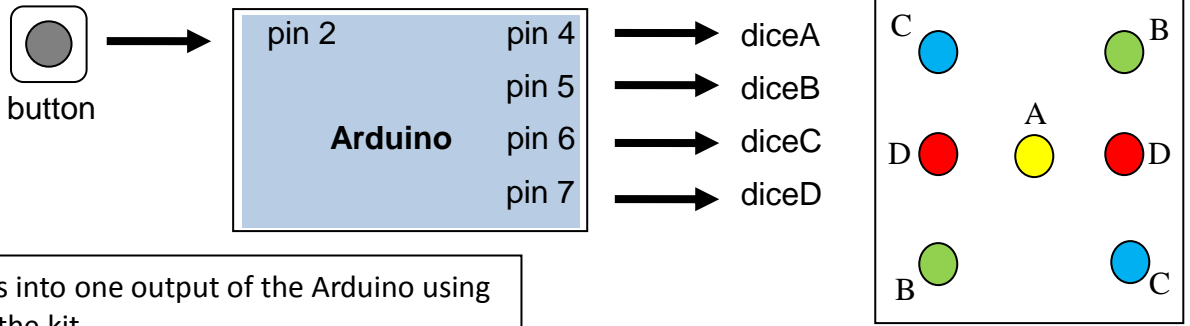 button
pin 2 pin 4 diceA
pin 5 diceB
Arduino pin 6 diceC
pin 7 diceD
C B
A
D D
B C
s into one output of the Arduino using
the kit